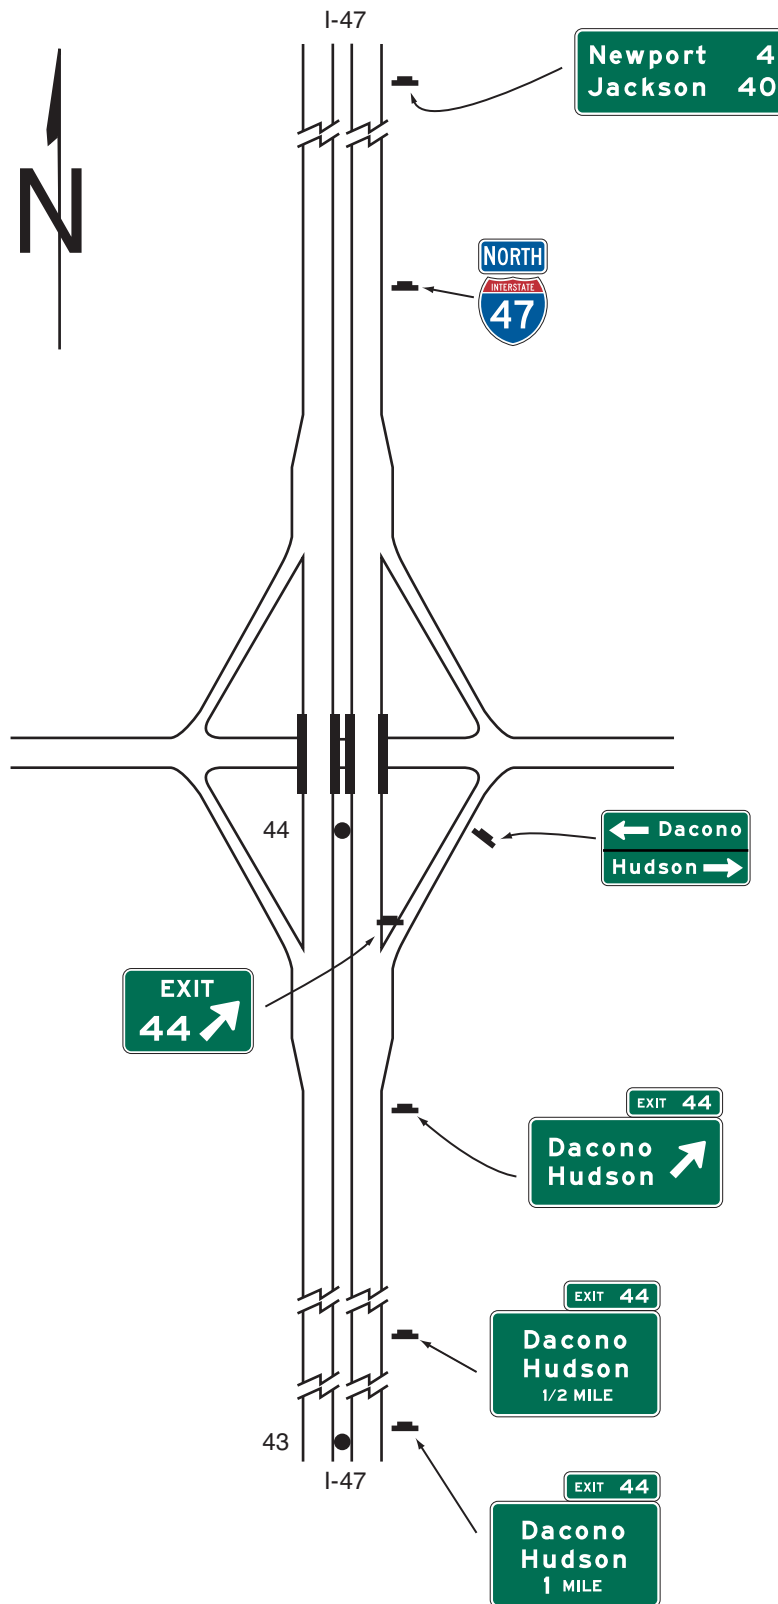 I-47
Newport 4
Jackson 40
N
NORTH
INTERSTATE
47
44
Dacono
Hudson
EXIT
44
EXIT 44
Dacono
Hudson
EXIT 44
Dacono
Hudson
1/2 MILE
43
I-47
EXIT 44
Dacono
Hudson
1 MILE